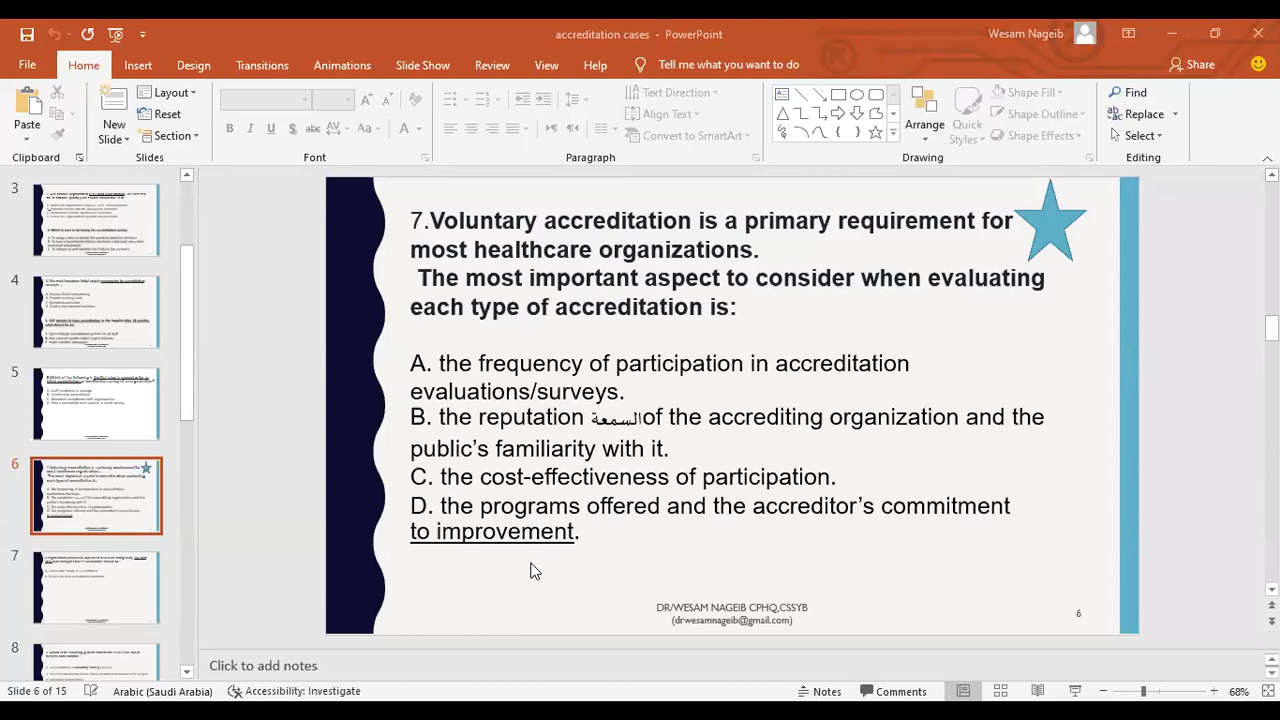 accreditation cases - PowerPoint
Wesam Nageib
File Home Insert Design Transitions Animations Slide Show Review View Help Tell me what you want to do Share
Paste
New Slide
Layout
Reset
Section
Text Direction
Align Text
Convert to SmartArt
Arrange
Quick Styles
Shape Fill
Shape Outline
Shape Effects
Find
Replace
Select
Clipboard Slides Font Paragraph Drawing Editing
3
4
5
6
7
8
7.Voluntary accreditation is a primary requirement for
most healthcare organizations.
The most important aspect to consider when evaluating
each type of accreditation is:
A. the frequency of participation in accreditation
evaluations/surveys.
B. the reputation السمعة of the accrediting organization and the
public's familiarity with it.
C. the cost-effectiveness of participation.
D. the programs offered and the accreditor's commitment
to improvement.
DR/WESAM NAGEIB CPHQ,CSSYB
(drwesamnageib@gmail.com)
6
Click to add notes
Slide 6 of 15 Arabic (Saudi Arabia) Accessibility: Investigate Notes Comments 68%